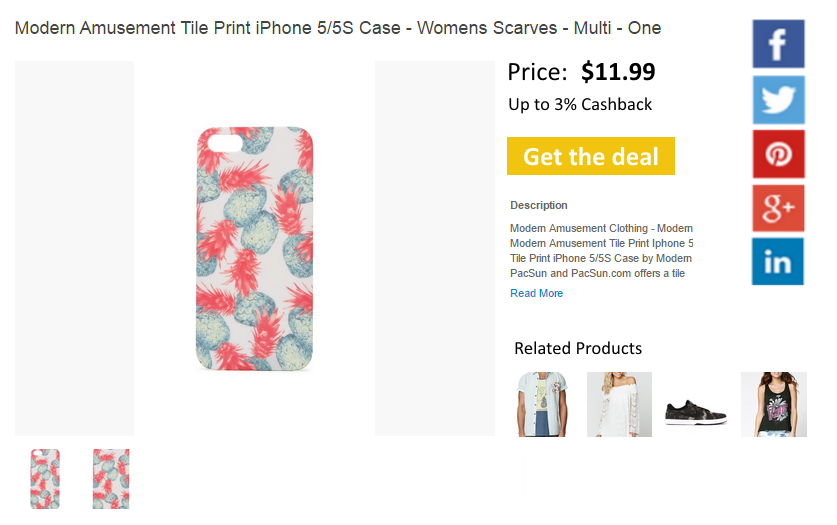 Modern Amusement Tile Print iPhone 5/5S Case - Womens Scarves - Multi - One
Price: $11.99
Up to 3% Cashback
Get the deal
Description
Modern Amusement Clothing - Modern
Modern Amusement Tile Print Iphone 5
Tile Print iPhone 5/5S Case by Modern
PacSun and PacSun.com offers a tile
Read More
Related Products
f
g+
in